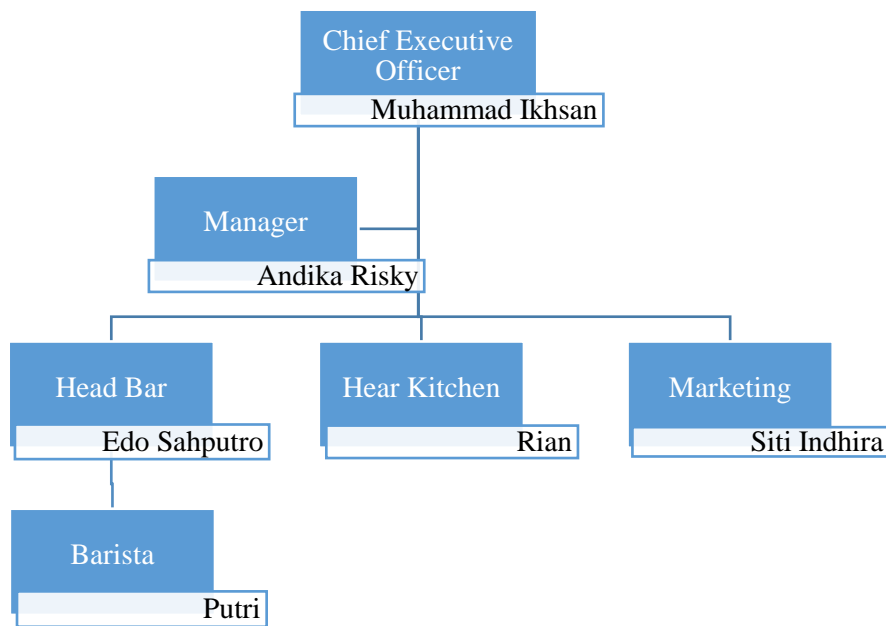 Chief Executive
Officer
Muhammad Ikhsan
Manager
Andika Risky
Head Bar
Edo Sahputro
Hear Kitchen
Rian
Marketing
Siti Indhira
Barista
Putri